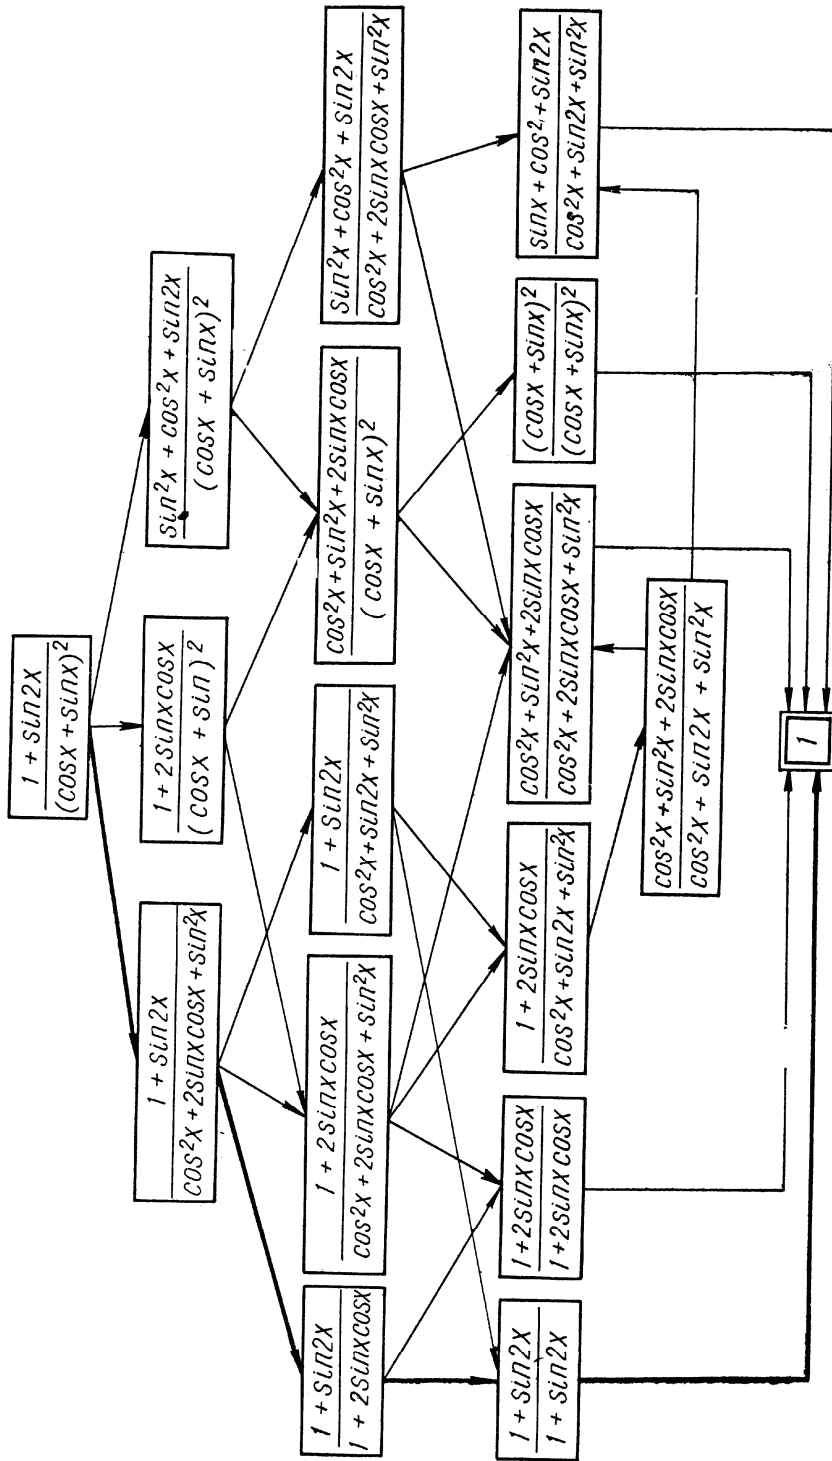 1 + sin2x
(cosx + sinx)²
1 + sin2x
cos²x + 2sinxcosx + sin²x
1 + 2sinxcosx
(cosx + sin)²
sin²x + cos²x + sin2x
(cosx + sinx)²
1 + sin2x
1 + 2sinxcosx
1 + 2sinxcosx
cos²x + 2sinxcosx + sin²x
1 + sin2x
cos²x + sin2x + sin²x
cos²x + sin²x + 2sinxcosx
(cosx + sinx)²
sin²x + cos²x + sin2x
cos²x + 2sinxcosx + sin²x
1 + sin2x
1 + sin2x
1 + 2sinxcosx
1 + 2sinxcosx
1 + 2sinxcosx
cos²x + sin2x + sin²x
cos²x + sin²x + 2sinxcosx
cos²x + 2sinxcosx + sin²x
(cosx + sinx)²
(cosx + sinx)²
sinx + cos² + sin2x
cos²x + sin2x + sin²x
cos²x + sin²x + 2sinxcosx
cos²x + sin2x + sin²x
1